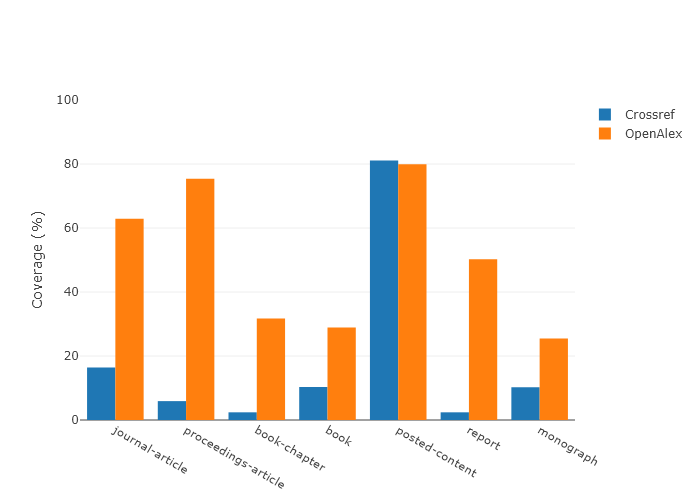 100
80
60
40
20
0
Coverage (%)
journal-article
proceedings-article
book-chapter
book
posted-content
report
monograph
Crossref
OpenAlex